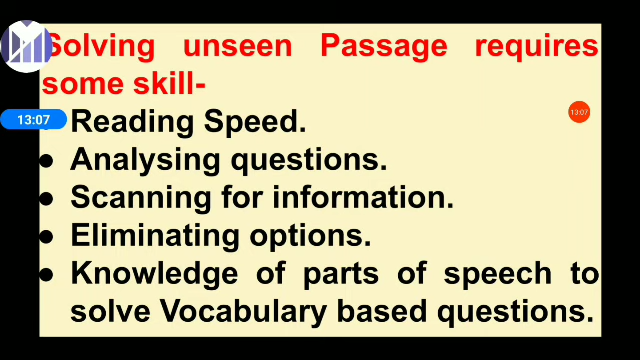 Solving unseen Passage requires
some skill-
13:07 Reading Speed. 13:07
● Analysing questions.
● Scanning for information.
● Eliminating options.
● Knowledge of parts of speech to
solve Vocabulary based questions.